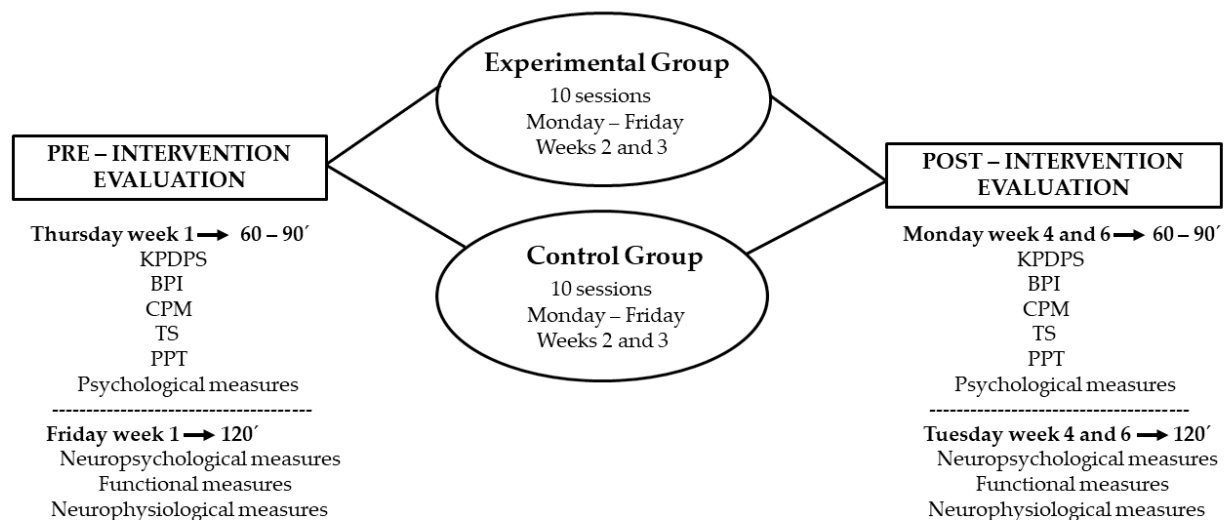 PRE – INTERVENTION
EVALUATION
Thursday week 1 → 60 – 90´
KPDPS
BPI
CPM
TS
PPT
Psychological measures
--------------------------------------
Friday week 1 → 120´
Neuropsychological measures
Functional measures
Neurophysiological measures
Experimental Group
10 sessions
Monday – Friday
Weeks 2 and 3
Control Group
10 sessions
Monday – Friday
Weeks 2 and 3
POST – INTERVENTION
EVALUATION
Monday week 4 and 6 → 60 – 90´
KPDPS
BPI
CPM
TS
PPT
Psychological measures
--------------------------------------
Tuesday week 4 and 6 → 120´
Neuropsychological measures
Functional measures
Neurophysiological measures